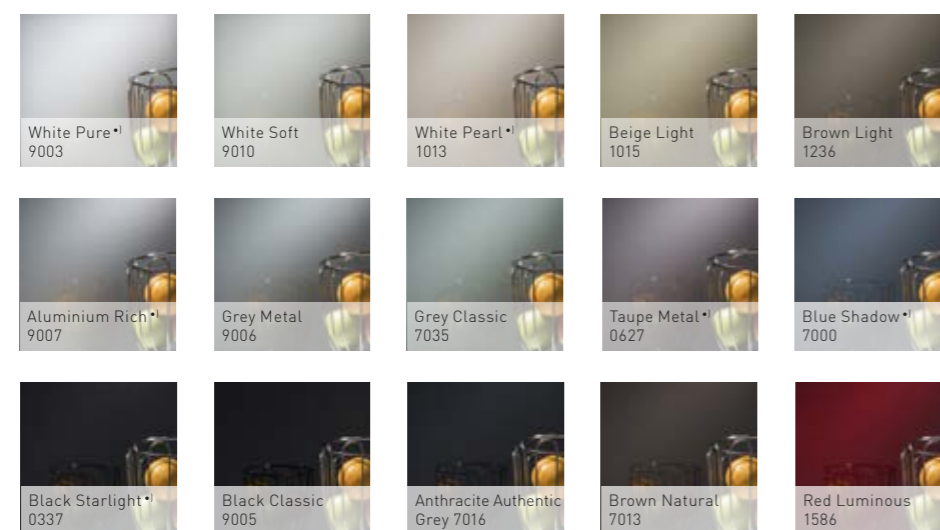 White Pure •)
9003
White Soft
9010
White Pearl •)
1013
Beige Light
1015
Brown Light
1236
Aluminium Rich •)
9007
Grey Metal
9006
Grey Classic
7035
Taupe Metal •)
0627
Blue Shadow •)
7000
Black Starlight •)
0337
Black Classic
9005
Anthracite Authentic
Grey 7016
Brown Natural
7013
Red Luminous
1586